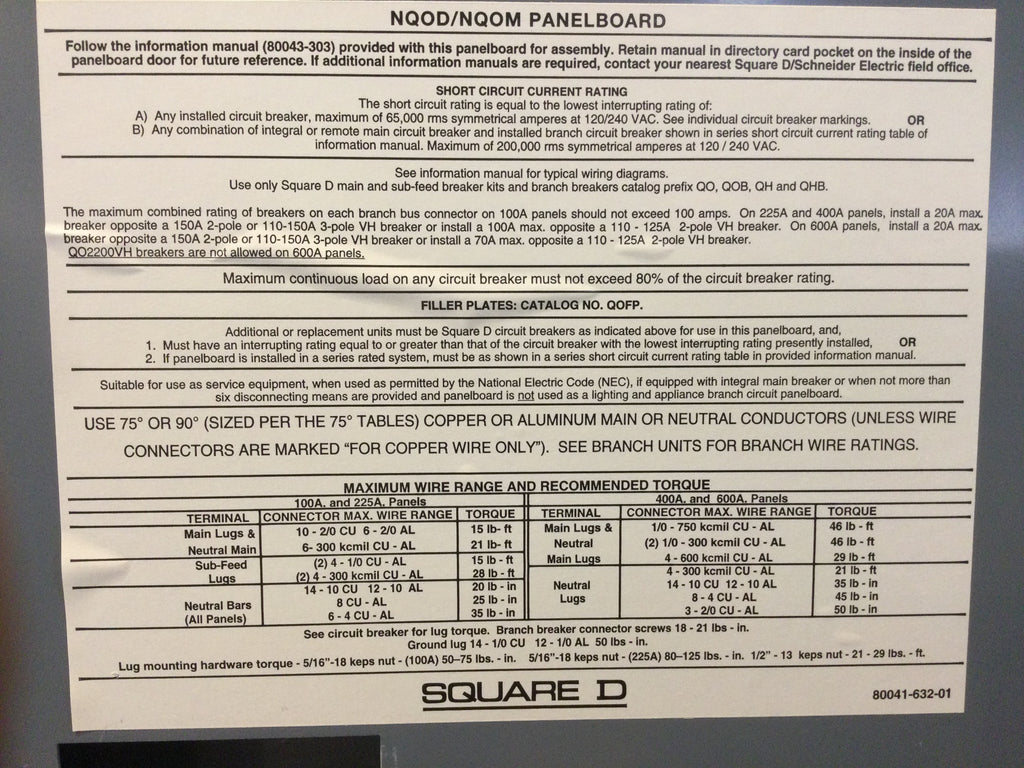 NQOD/NQOM PANELBOARD
Follow the information manual (80043-303) provided with this panelboard for assembly. Retain manual in directory card pocket on the inside of the
panelboard door for future reference. If additional information manuals are required, contact your nearest Square D/Schneider Electric field office.
SHORT CIRCUIT CURRENT RATING
The short circuit rating is equal to the lowest interrupting rating of:
A) Any installed circuit breaker, maximum of 65,000 rms symmetrical amperes at 120/240 VAC. See individual circuit breaker markings. OR
B) Any combination of integral or remote main circuit breaker and installed branch circuit breaker shown in series short circuit current rating table of
information manual. Maximum of 200,000 rms symmetrical amperes at 120 / 240 VAC.
See information manual for typical wiring diagrams.
Use only Square D main and sub-feed breaker kits and branch breakers catalog prefix QO, QOB, QH and QHB.
The maximum combined rating of breakers on each branch bus connector on 100A panels should not exceed 100 amps. On 225A and 400A panels, install a 20A max.
breaker opposite a 150A 2-pole or 110-150A 3-pole VH breaker or install a 100A max. opposite a 110 - 125A 2-pole VH breaker. On 600A panels, install a 20A max.
breaker opposite a 150A 2-pole or 110-150A 3-pole VH breaker or install a 70A max. opposite a 110 - 125A 2-pole VH breaker.
QO2200VH breakers are not allowed on 600A panels.
Maximum continuous load on any circuit breaker must not exceed 80% of the circuit breaker rating.
FILLER PLATES: CATALOG NO. QOFP.
Additional or replacement units must be Square D circuit breakers as indicated above for use in this panelboard, and,
1. Must have an interrupting rating equal to or greater than that of the circuit breaker with the lowest interrupting rating presently installed, OR
2. If panelboard is installed in a series rated system, must be as shown in a series short circuit current rating table in provided information manual.
Suitable for use as service equipment, when used as permitted by the National Electric Code (NEC), if equipped with integral main breaker or when not more than
six disconnecting means are provided and panelboard is not used as a lighting and appliance branch circuit panelboard.
USE 75° OR 90° (SIZED PER THE 75° TABLES) COPPER OR ALUMINUM MAIN OR NEUTRAL CONDUCTORS (UNLESS WIRE
CONNECTORS ARE MARKED "FOR COPPER WIRE ONLY"). SEE BRANCH UNITS FOR BRANCH WIRE RATINGS.
MAXIMUM WIRE RANGE AND RECOMMENDED TORQUE
100A. and 225A. Panels
TERMINAL CONNECTOR MAX. WIRE RANGE TORQUE
Main Lugs & 10 - 2/0 CU 6 - 2/0 AL 15 lb- ft
Neutral Main 6- 300 kcmil CU - AL 21 lb- ft
Sub-Feed (2) 4 - 1/0 CU - AL 15 lb - ft
Lugs (2) 4 - 300 kcmil CU - AL 28 lb - ft
14 - 10 CU 12 - 10 AL 20 lb - in
Neutral Bars 8 CU - AL 25 lb - in
(All Panels) 6 - 4 CU - AL 35 lb - in
400A. and 600A. Panels
TERMINAL CONNECTOR MAX. WIRE RANGE TORQUE
Main Lugs & 1/0 - 750 kcmil CU - AL 46 lb - ft
Neutral (2) 1/0 - 300 kcmil CU - AL 46 lb - ft
Main Lugs 4 - 600 kcmil CU - AL 29 lb - ft
4 - 300 kcmil CU - AL 21 lb - ft
Neutral 14 - 10 CU 12 - 10 AL 35 lb - in
Lugs 8 - 4 CU - AL 45 lb - in
3 - 2/0 CU - AL 50 lb - in
See circuit breaker for lug torque. Branch breaker connector screws 18 - 21 lbs - in.
Ground lug 14 - 1/0 CU 12 - 1/0 AL 50 lbs - in.
Lug mounting hardware torque - 5/16"-18 keps nut - (100A) 50–75 lbs. - in. 5/16"-18 keps nut - (225A) 80–125 lbs. - in. 1/2" - 13 keps nut - 21 - 29 lbs. - ft.
SQUARE D
80041-632-01